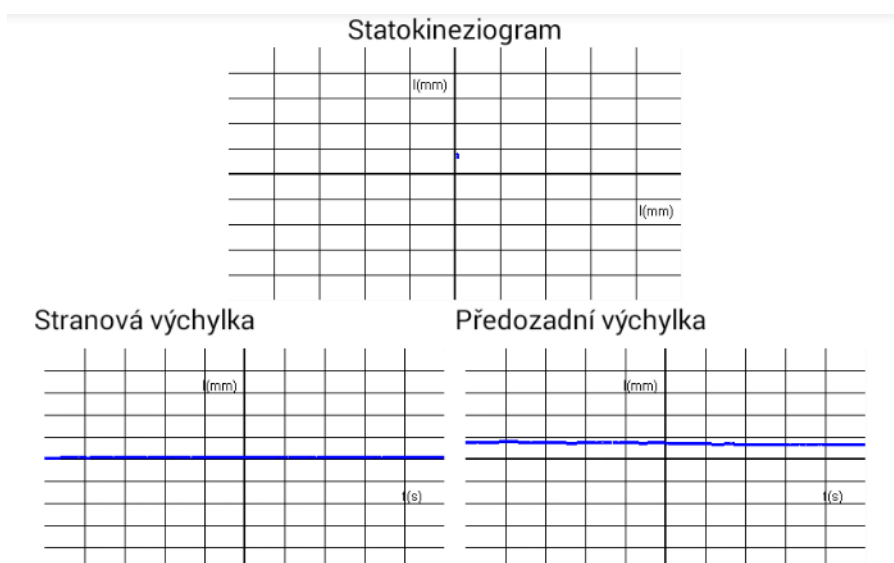 Statokineziogram
l(mm)
l(mm)
Stranová výchylka
Předozadní výchylka
l(mm)
l(mm)
t(s)
t(s)